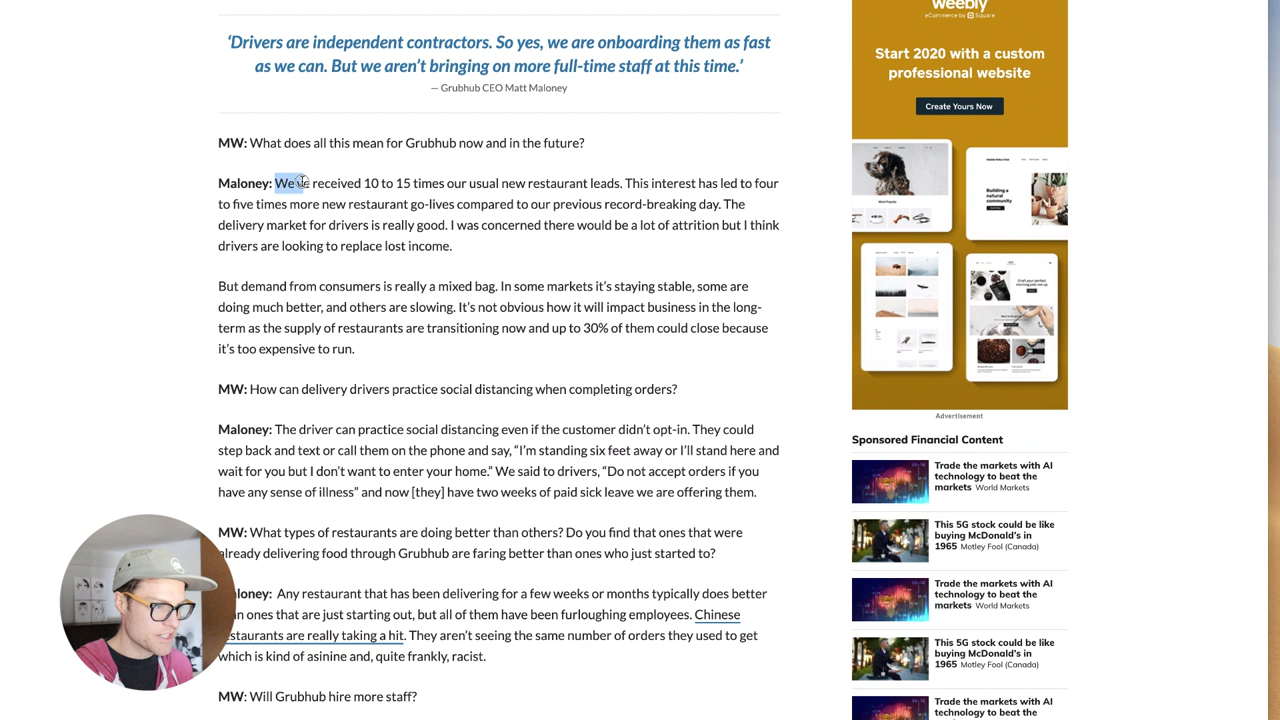 ‘Drivers are independent contractors. So yes, we are onboarding them as fast
as we can. But we aren’t bringing on more full-time staff at this time.’
— Grubhub CEO Matt Maloney
MW: What does all this mean for Grubhub now and in the future?
Maloney: We’ve received 10 to 15 times our usual new restaurant leads. This interest has led to four
to five times more new restaurant go-lives compared to our previous record-breaking day. The
delivery market for drivers is really good. I was concerned there would be a lot of attrition but I think
drivers are looking to replace lost income.
But demand for consumers is really a mixed bag. In some markets it’s staying stable, some are
doing much better, and others are slowing. It’s not obvious how it will impact business in the long-
term as the supply of restaurants are transitioning now and up to 30% of them could close because
it’s too expensive to run.
MW: How can delivery drivers practice social distancing when completing orders?
Maloney: The driver can practice social distancing even if the customer didn’t opt-in. They could
step back and text or call them on the phone and say, “I’m standing six feet away or I’ll stand here and
wait for you but I don’t want to enter your home.” We said to drivers, “Do not accept orders if you
have any sense of illness” and now [they] have two weeks of paid sick leave we are offering them.
MW: What types of restaurants are doing better than others? Do you find that ones that were
already delivering food through Grubhub are faring better than ones who just started to?
loney: Any restaurant that has been delivering for a few weeks or months typically does better
n ones that are just starting out, but all of them have been furloughing employees. Chinese
staurants are really taking a hit. They aren’t seeing the same number of orders they used to get
which is kind of asinine and, quite frankly, racist.
MW: Will Grubhub hire more staff?
weebly
eCommerce by Square
Start 2020 with a custom
professional website
Create Yours Now
Building a
natural
community
Advertisement
Sponsored Financial Content
Trade the markets with AI
technology to beat the
markets World Markets
This 5G stock could be like
buying McDonald’s in
1965 Motley Fool (Canada)
Trade the markets with AI
technology to beat the
markets World Markets
This 5G stock could be like
buying McDonald’s in
1965 Motley Fool (Canada)
Trade the markets with AI
technology to beat the